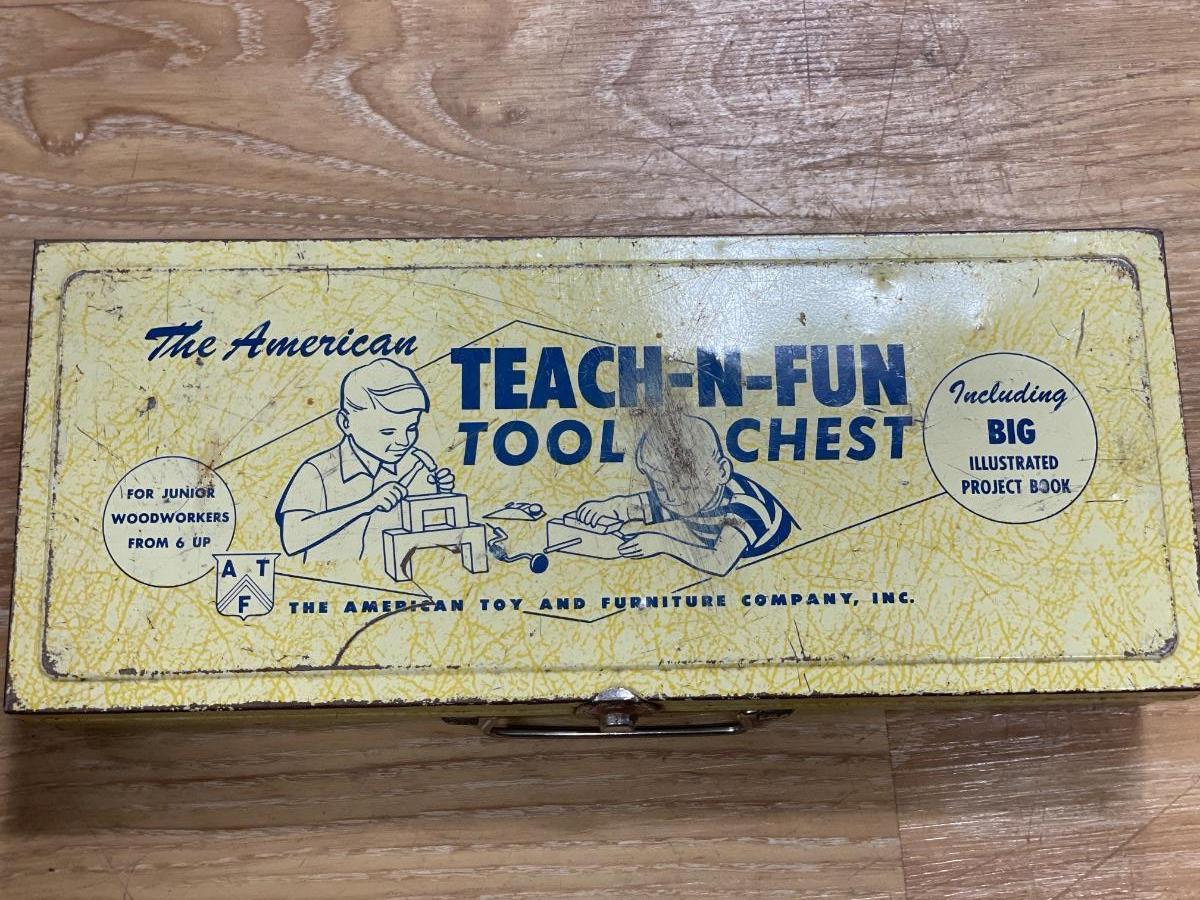 The American
TEACH-N-FUN
TOOL CHEST
Including
BIG
ILLUSTRATED
PROJECT BOOK
FOR JUNIOR
WOODWORKERS
FROM 6 UP
A T
F
THE AMERICAN TOY AND FURNITURE COMPANY, INC.